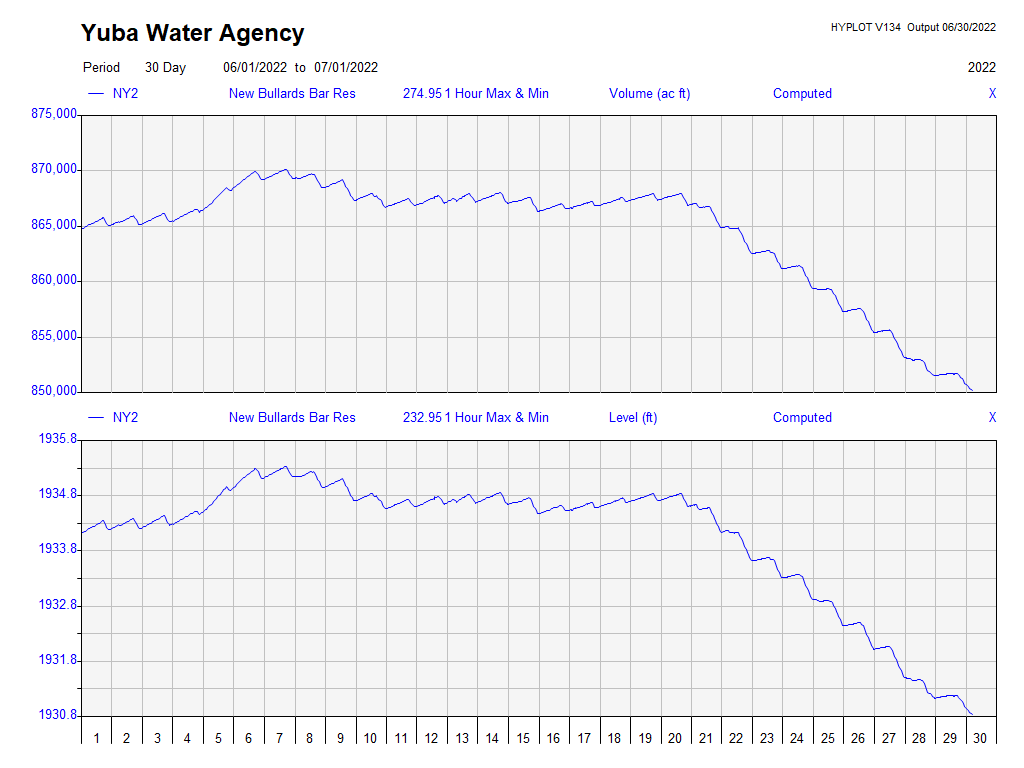 Yuba Water Agency
HYPLOT V134 Output 06/30/2022
Period 30 Day 06/01/2022 to 07/01/2022 2022
NY2 New Bullards Bar Res 274.95 1 Hour Max & Min Volume (ac ft) Computed X
875,000
870,000
865,000
860,000
855,000
850,000
NY2 New Bullards Bar Res 232.95 1 Hour Max & Min Level (ft) Computed X
1935.8
1934.8
1933.8
1932.8
1931.8
1930.8
1 2 3 4 5 6 7 8 9 10 11 12 13 14 15 16 17 18 19 20 21 22 23 24 25 26 27 28 29 30